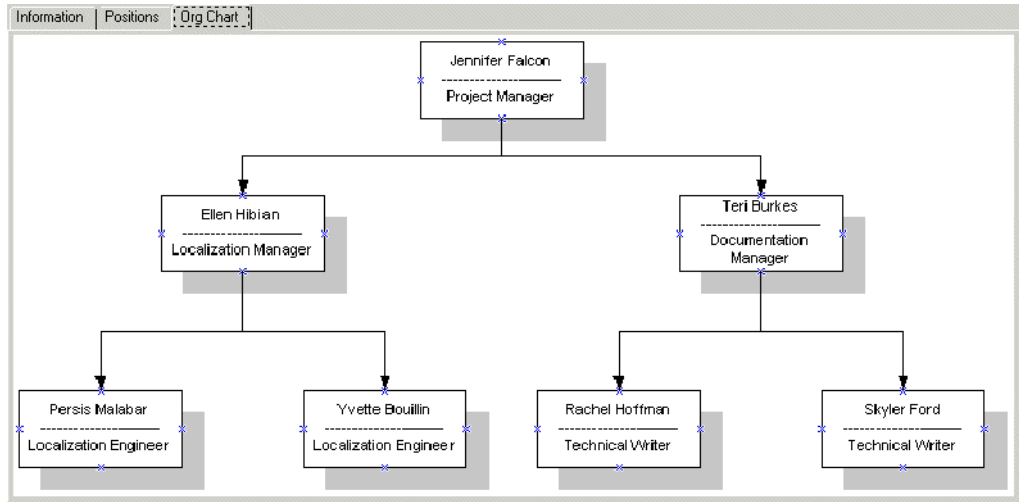 Information
Positions
Org Chart
Jennifer Falcon
Project Manager
Ellen Hibian
Localization Manager
Teri Burkes
Documentation
Manager
Persis Malabar
Localization Engineer
Yvette Bouillin
Localization Engineer
Rachel Hoffman
Technical Writer
Skyler Ford
Technical Writer